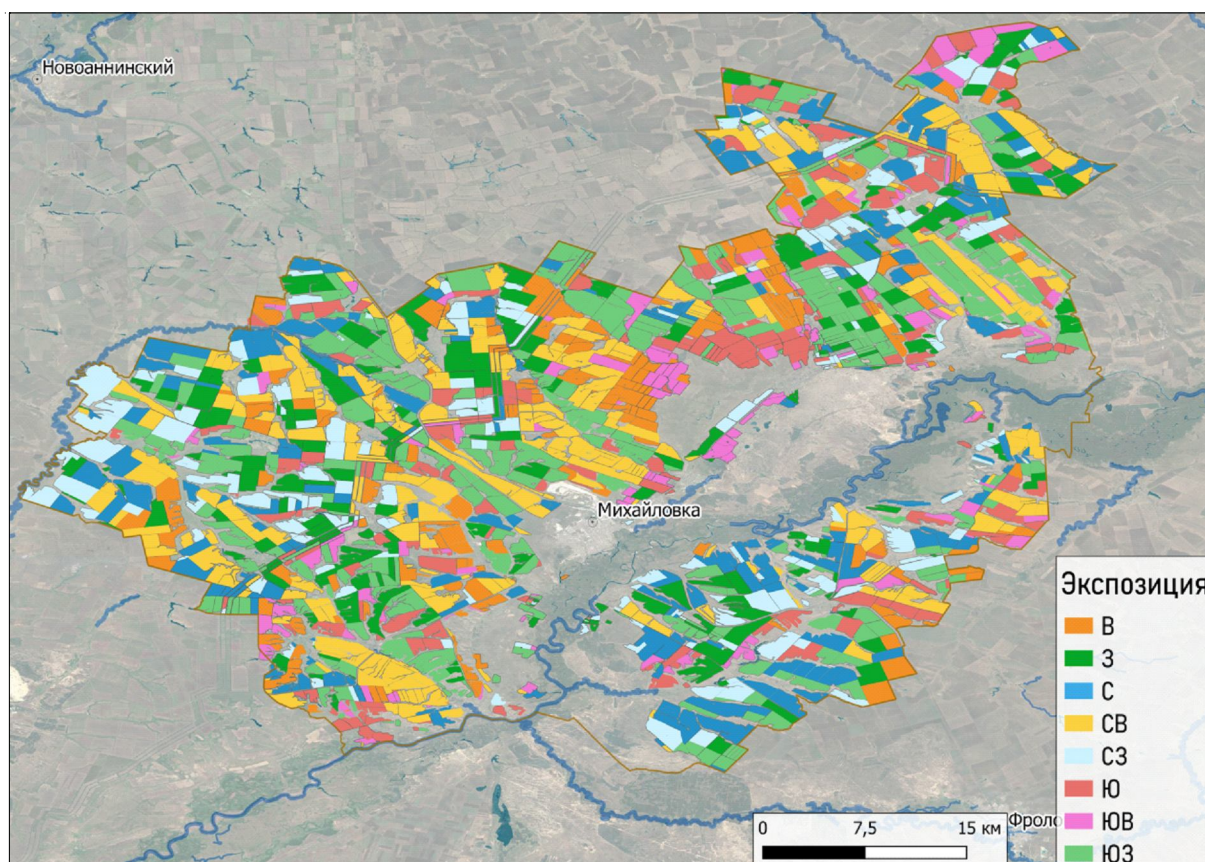 Новоаннинский
Михайловка
Экспозиция
В
З
С
СВ
СЗ
Ю
ЮВ
ЮЗ
0 7,5 15 км
Фроло